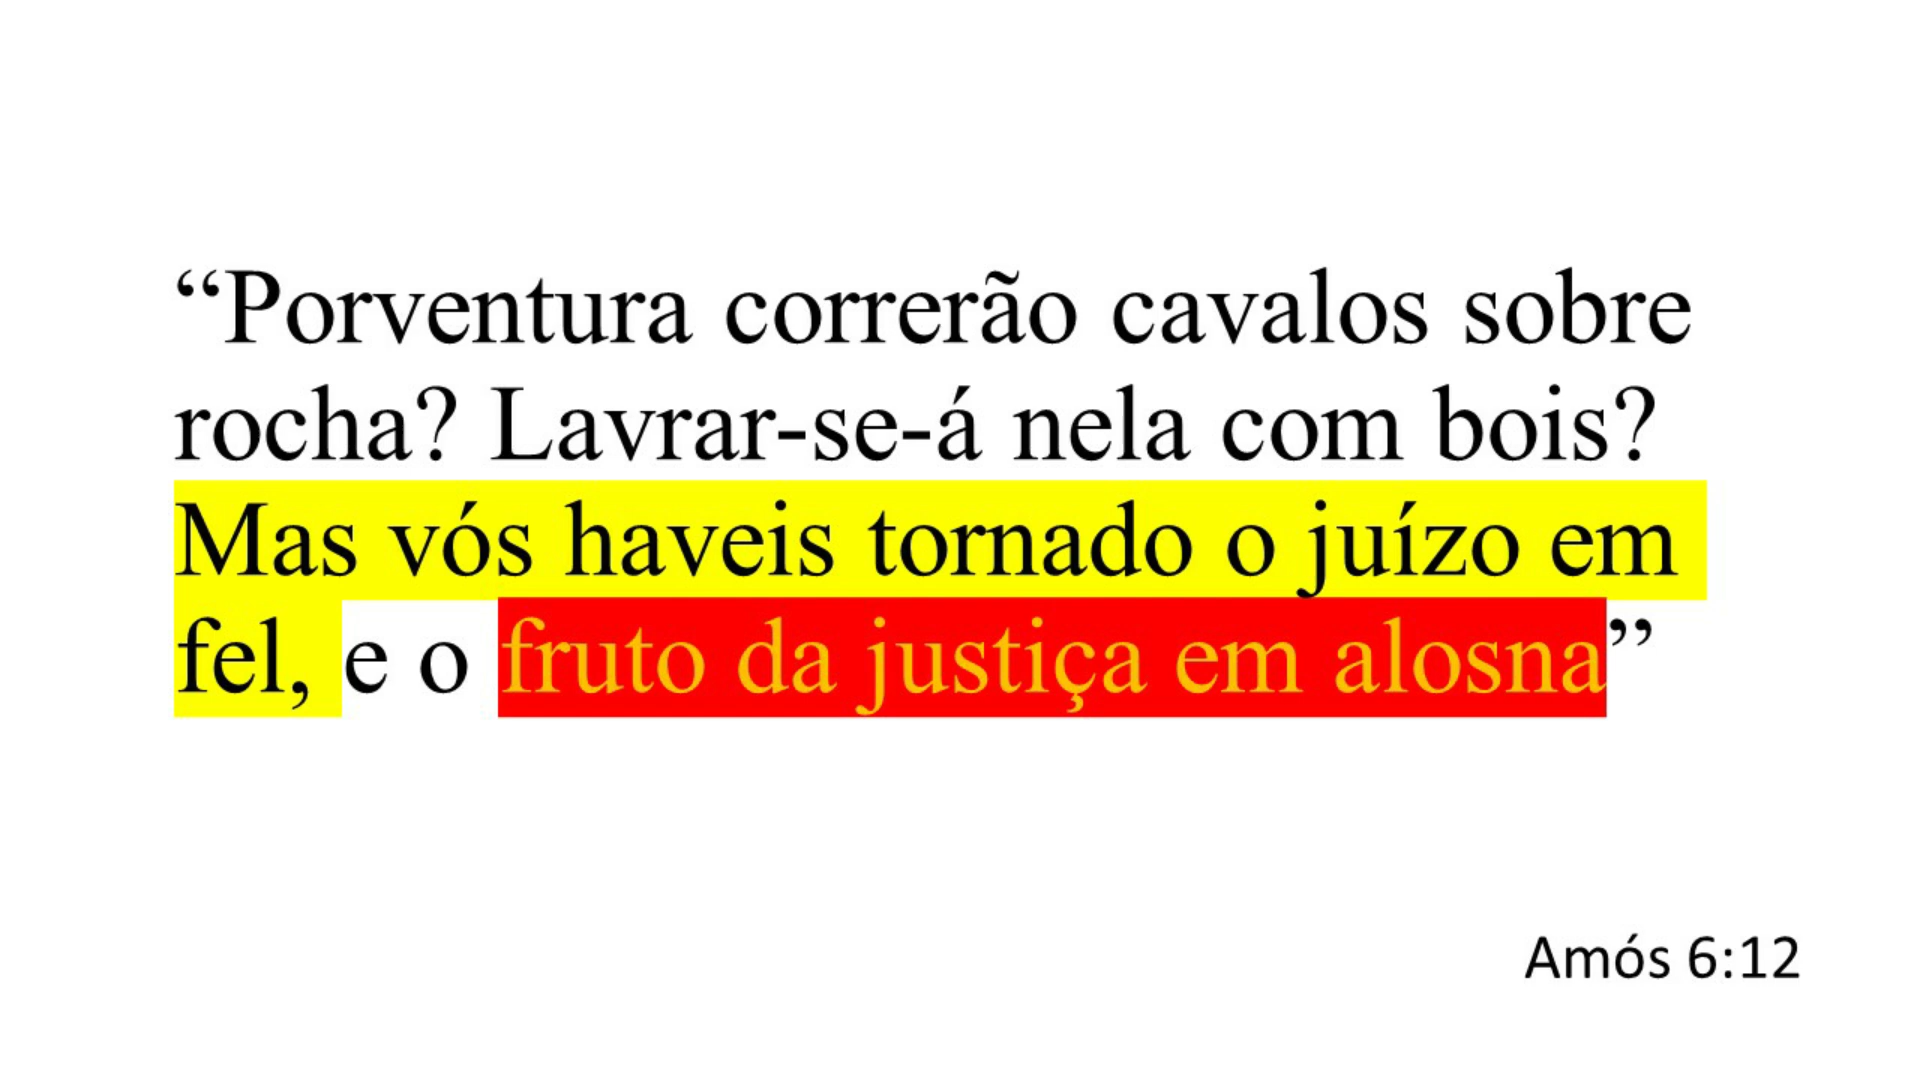 “Porventura correrão cavalos sobre
rocha? Lavrar-se-á nela com bois?
Mas vós haveis tornado o juízo em
fel, e o fruto da justiça em alosna”
Amós 6:12